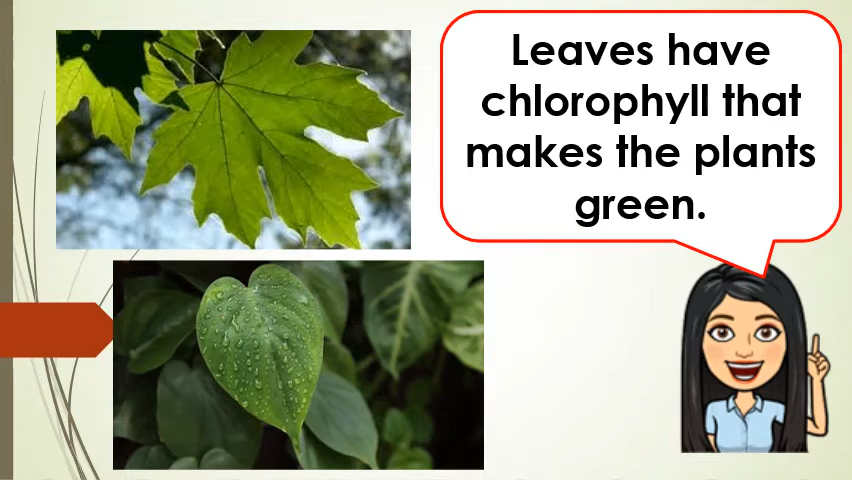 Leaves have
chlorophyll that
makes the plants
green.